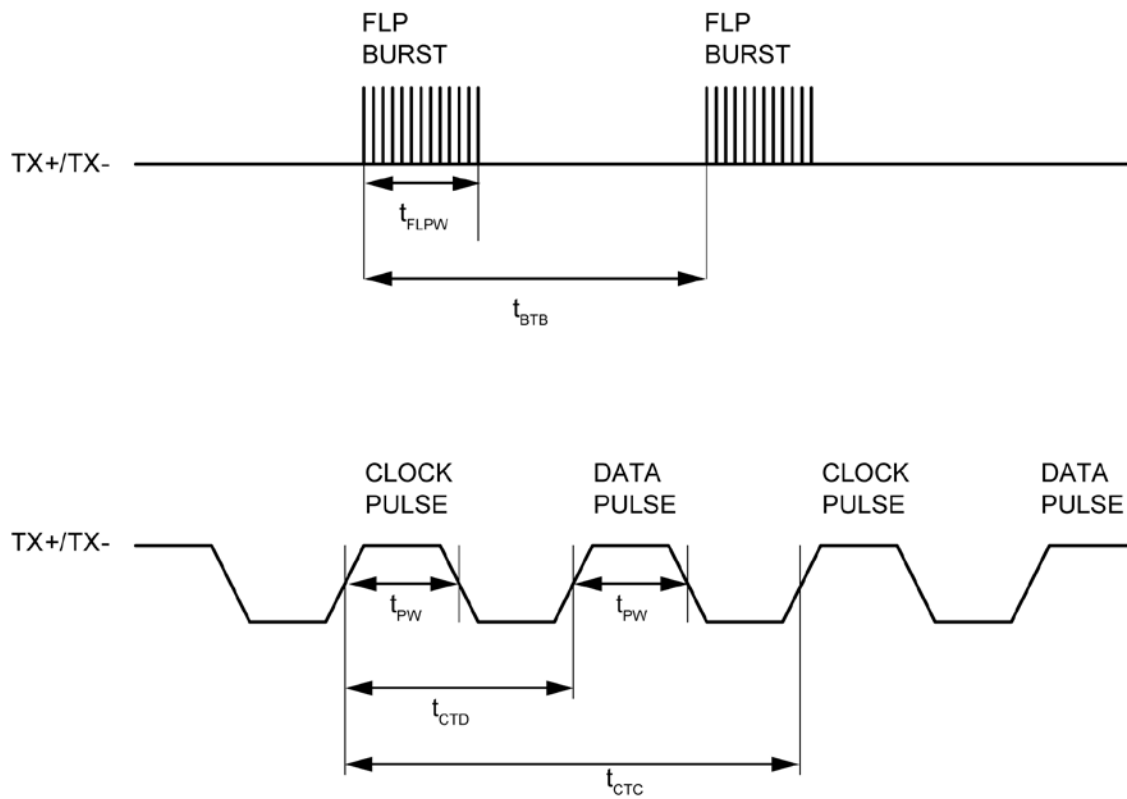 FLP
BURST
FLP
BURST
TX+/TX-
tFLPW
tBTB
CLOCK
PULSE
DATA
PULSE
CLOCK
PULSE
DATA
PULSE
TX+/TX-
tPW
tPW
tCTD
tCTC